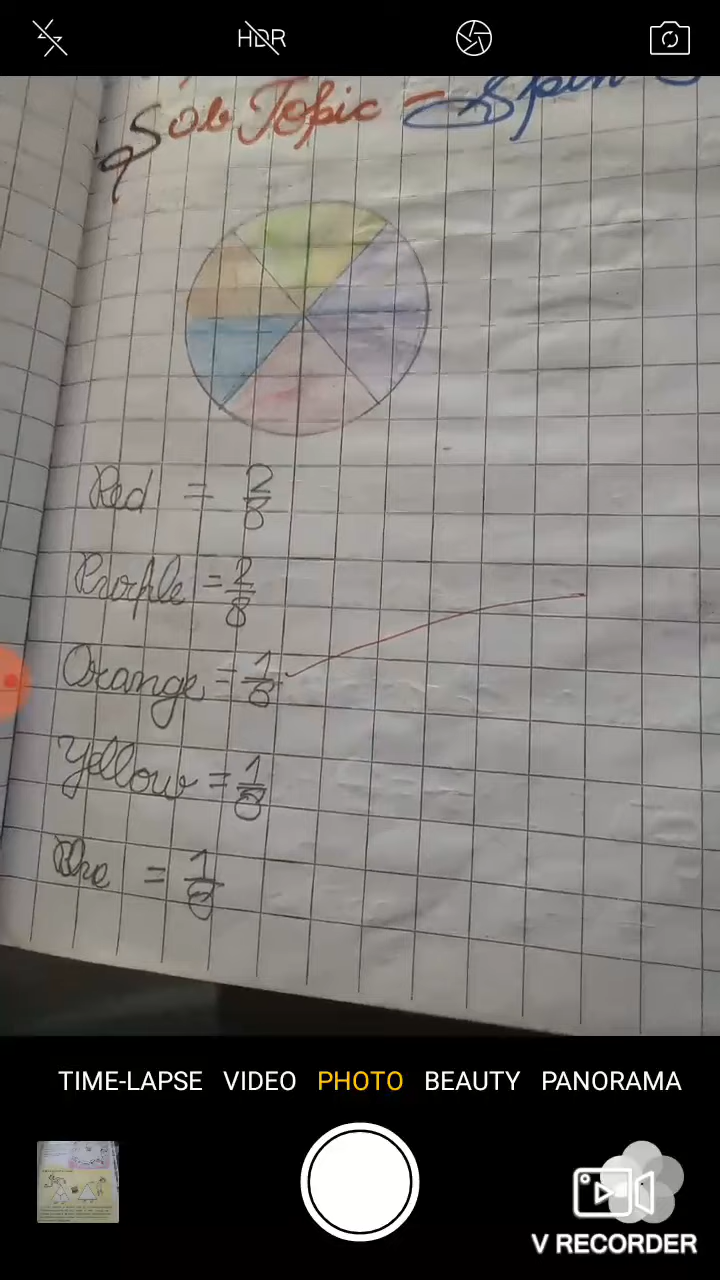 HDR
Sub Topic = Spin
Red = 2/8
Purple = 2/8
Orange = 1/8
Yellow = 1/8
Blue = 1/8
TIME-LAPSE VIDEO PHOTO BEAUTY PANORAMA
V RECORDER